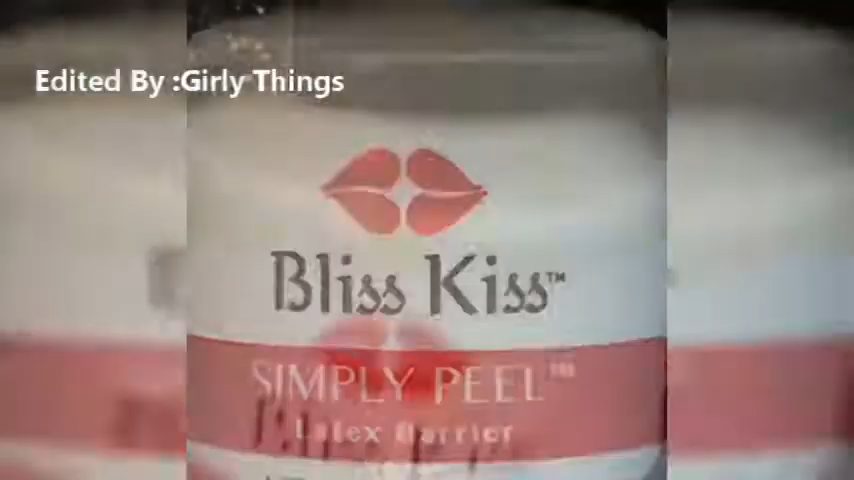 Edited By :Girly Things
Bliss Kiss™
SIMPLY PEEL™
Latex Barrier